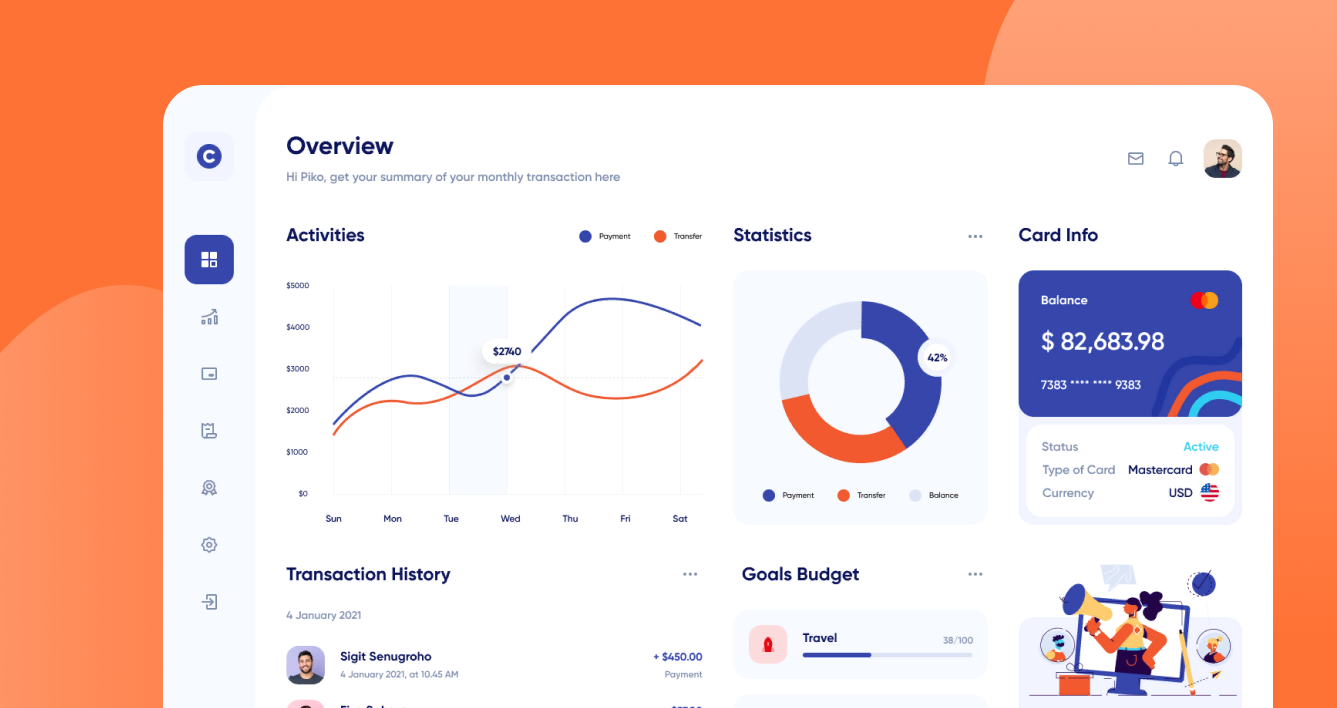 C
Overview
Hi Piko, get your summary of your monthly transaction here
Activities
Payment
Transfer
$5000
$4000
$3000
$2000
$1000
$0
$2740
Sun Mon Tue Wed Thu Fri Sat
Statistics
42%
Payment
Transfer
Balance
Card Info
Balance
$ 82,683.98
7383 **** **** 9383
Status Active
Type of Card Mastercard
Currency USD
Transaction History
4 January 2021
Sigit Senugroho + $450.00
4 January 2021, at 10.45 AM Payment
Goals Budget
Travel 38/100